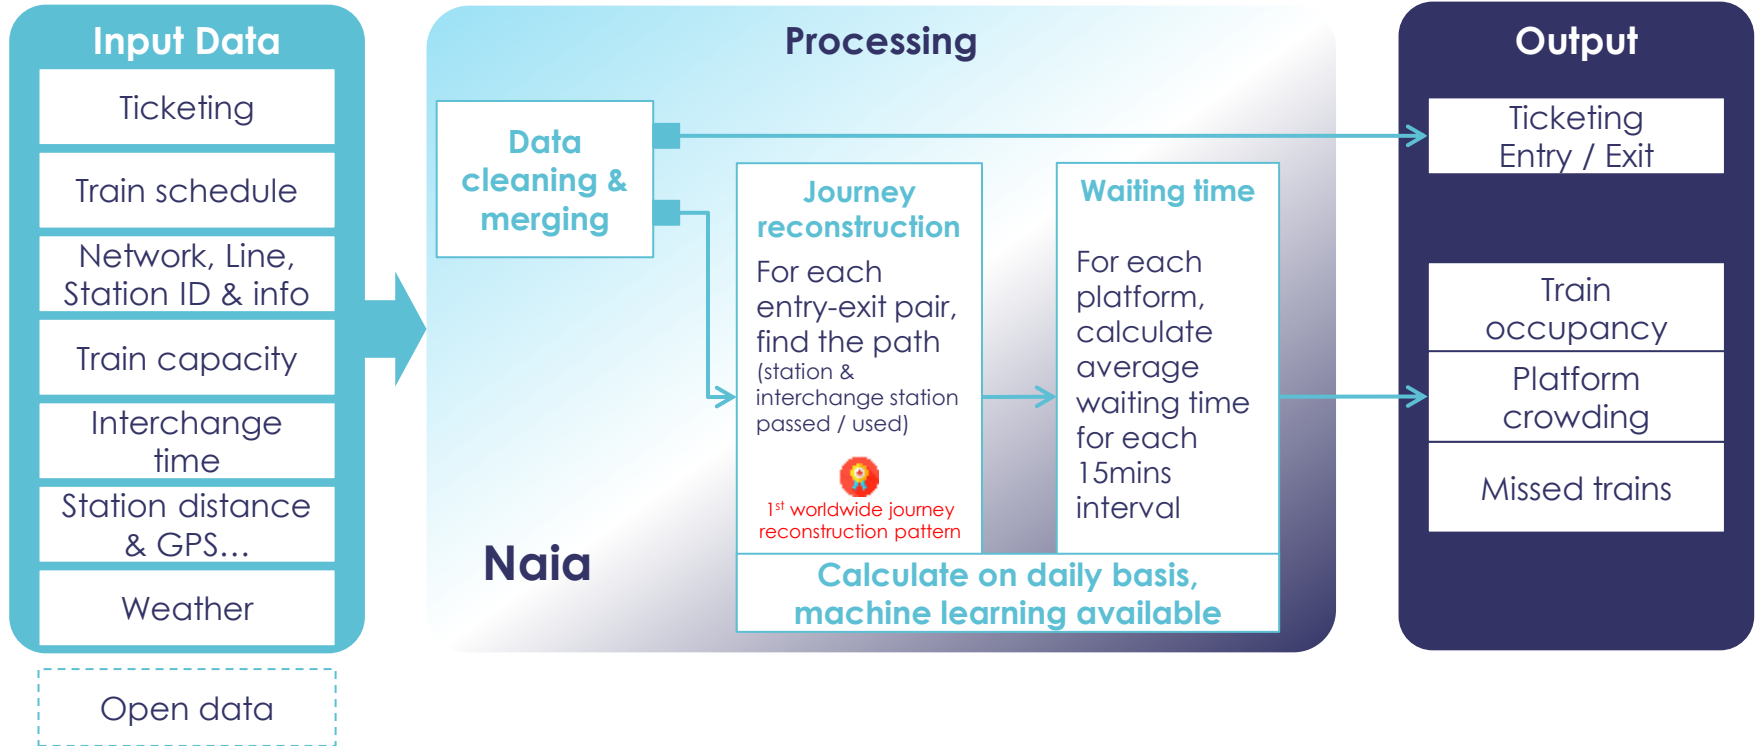 Input Data
Ticketing
Train schedule
Network, Line,
Station ID & info
Train capacity
Interchange
time
Station distance
& GPS…
Weather
Open data
Processing
Data
cleaning &
merging
Journey
reconstruction
For each
entry-exit pair,
find the path
(station &
interchange station
passed / used)
1st worldwide journey
reconstruction pattern
Waiting time
For each
platform,
calculate
average
waiting time
for each
15mins
interval
Naia
Calculate on daily basis,
machine learning available
Output
Ticketing
Entry / Exit
Train
occupancy
Platform
crowding
Missed trains